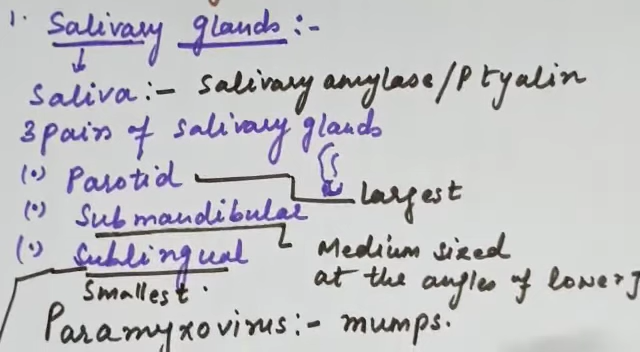 1. Salivary glands:-
Saliva:- Salivary amylase/Ptyalin
3 pairs of salivary glands
(•) Parotid
Largest
(•) Submandibular
(•) Sublingual
Medium sized
at the angles of lower J
Smallest.
Paramyxovirus:- mumps.